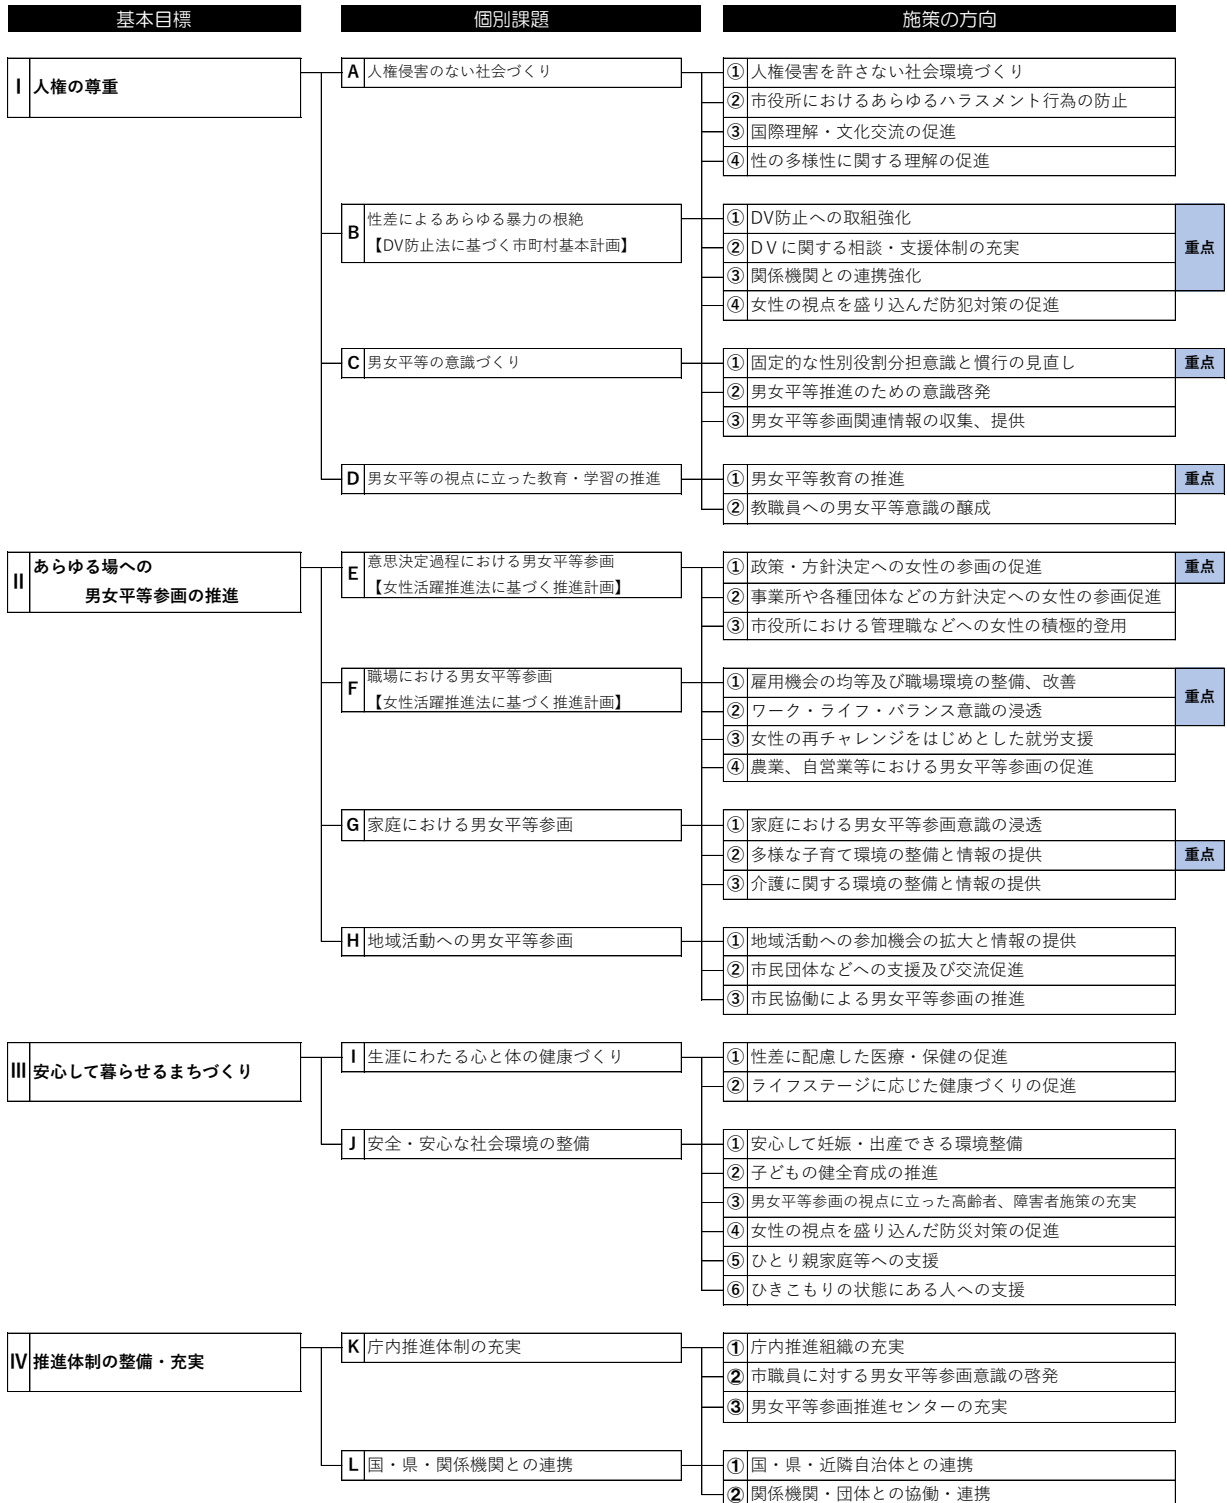 基本目標 個別課題 施策の方向
Ⅰ 人権の尊重
A 人権侵害のない社会づくり
① 人権侵害を許さない社会環境づくり
② 市役所におけるあらゆるハラスメント行為の防止
③ 国際理解・文化交流の促進
④ 性の多様性に関する理解の促進
B 性差によるあらゆる暴力の根絶
【DV防止法に基づく市町村基本計画】
① DV防止への取組強化
② ＤＶに関する相談・支援体制の充実
重点
③ 関係機関との連携強化
④ 女性の視点を盛り込んだ防犯対策の促進
C 男女平等の意識づくり
① 固定的な性別役割分担意識と慣行の見直し 重点
② 男女平等推進のための意識啓発
③ 男女平等参画関連情報の収集、提供
D 男女平等の視点に立った教育・学習の推進
① 男女平等教育の推進 重点
② 教職員への男女平等意識の醸成
Ⅱ あらゆる場への
男女平等参画の推進
E 意思決定過程における男女平等参画
【女性活躍推進法に基づく推進計画】
① 政策・方針決定への女性の参画の促進 重点
② 事業所や各種団体などの方針決定への女性の参画促進
③ 市役所における管理職などへの女性の積極的登用
F 職場における男女平等参画
【女性活躍推進法に基づく推進計画】
① 雇用機会の均等及び職場環境の整備、改善
重点
② ワーク・ライフ・バランス意識の浸透
③ 女性の再チャレンジをはじめとした就労支援
④ 農業、自営業等における男女平等参画の促進
G 家庭における男女平等参画
① 家庭における男女平等参画意識の浸透
② 多様な子育て環境の整備と情報の提供 重点
③ 介護に関する環境の整備と情報の提供
H 地域活動への男女平等参画
① 地域活動への参加機会の拡大と情報の提供
② 市民団体などへの支援及び交流促進
③ 市民協働による男女平等参画の推進
Ⅲ 安心して暮らせるまちづくり
I 生涯にわたる心と体の健康づくり
① 性差に配慮した医療・保健の促進
② ライフステージに応じた健康づくりの促進
J 安全・安心な社会環境の整備
① 安心して妊娠・出産できる環境整備
② 子どもの健全育成の推進
③ 男女平等参画の視点に立った高齢者、障害者施策の充実
④ 女性の視点を盛り込んだ防災対策の促進
⑤ ひとり親家庭等への支援
⑥ ひきこもりの状態にある人への支援
Ⅳ 推進体制の整備・充実
K 庁内推進体制の充実
① 庁内推進組織の充実
② 市職員に対する男女平等参画意識の啓発
③ 男女平等参画推進センターの充実
L 国・県・関係機関との連携
① 国・県・近隣自治体との連携
② 関係機関・団体との協働・連携